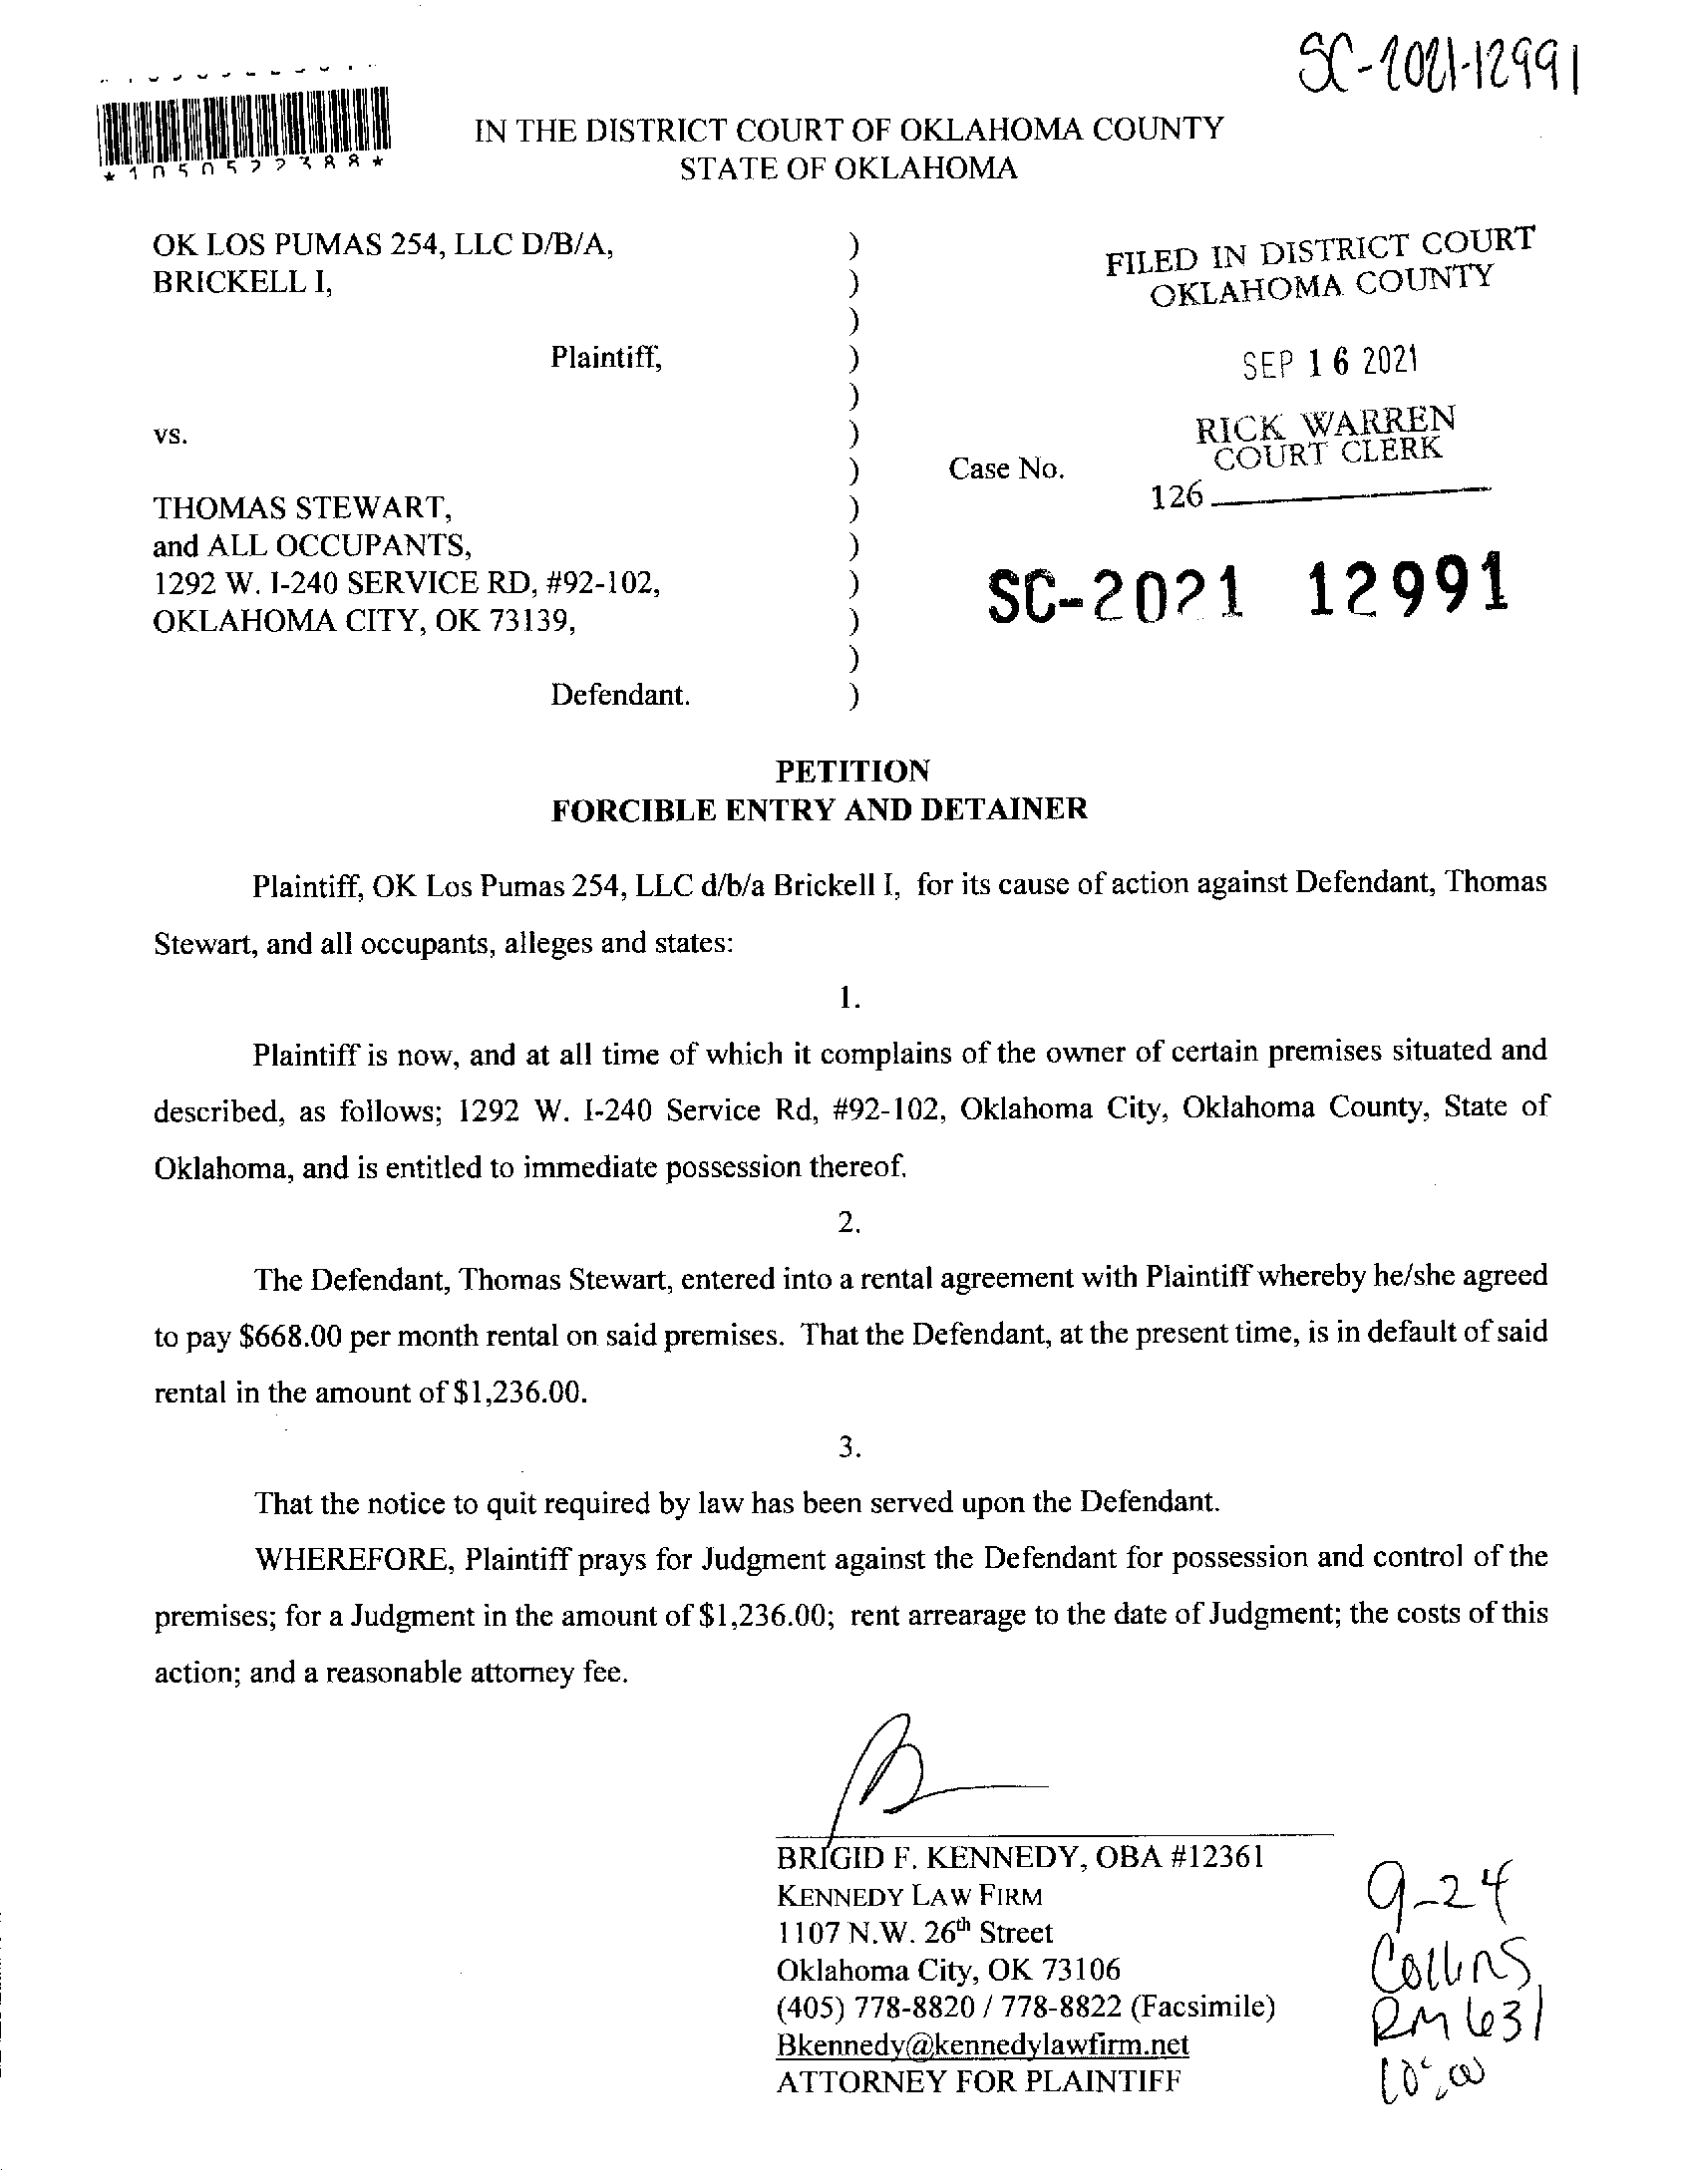 SC-2021-12991
*1050522388*
IN THE DISTRICT COURT OF OKLAHOMA COUNTY
STATE OF OKLAHOMA
OK LOS PUMAS 254, LLC D/B/A, )
BRICKELL I, )
)
Plaintiff, )
)
vs. )
)
THOMAS STEWART, )
and ALL OCCUPANTS, )
1292 W. I-240 SERVICE RD, #92-102, )
OKLAHOMA CITY, OK 73139, )
)
Defendant. )
FILED IN DISTRICT COURT
OKLAHOMA COUNTY
SEP 16 2021
RICK WARREN
COURT CLERK
Case No.
126
SC-2021 12991
PETITION
FORCIBLE ENTRY AND DETAINER
Plaintiff, OK Los Pumas 254, LLC d/b/a Brickell I, for its cause of action against Defendant, Thomas
Stewart, and all occupants, alleges and states:
1.
Plaintiff is now, and at all time of which it complains of the owner of certain premises situated and
described, as follows; 1292 W. I-240 Service Rd, #92-102, Oklahoma City, Oklahoma County, State of
Oklahoma, and is entitled to immediate possession thereof.
2.
The Defendant, Thomas Stewart, entered into a rental agreement with Plaintiff whereby he/she agreed
to pay $668.00 per month rental on said premises. That the Defendant, at the present time, is in default of said
rental in the amount of $1,236.00.
3.
That the notice to quit required by law has been served upon the Defendant.
WHEREFORE, Plaintiff prays for Judgment against the Defendant for possession and control of the
premises; for a Judgment in the amount of $1,236.00; rent arrearage to the date of Judgment; the costs of this
action; and a reasonable attorney fee.
BRIGID F. KENNEDY, OBA #12361
KENNEDY LAW FIRM
1107 N.W. 26th Street
Oklahoma City, OK 73106
(405) 778-8820 / 778-8822 (Facsimile)
Bkennedy@kennedylawfirm.net
ATTORNEY FOR PLAINTIFF
9-24
Collins
RM 631